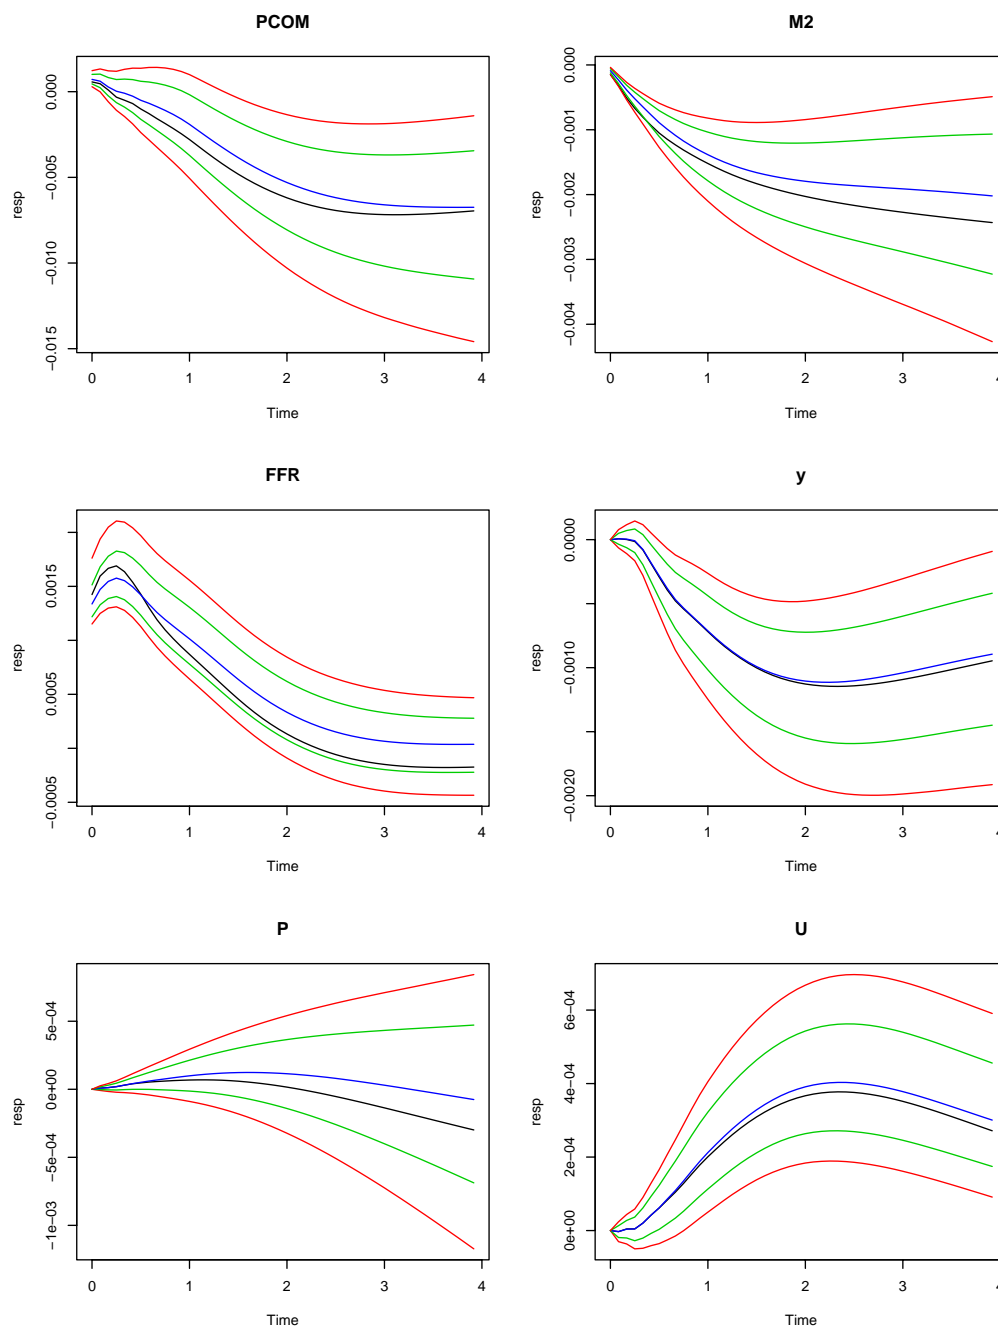 PCOM
resp
0.000
-0.005
-0.010
-0.015
0 1 2 3 4
Time
M2
resp
0.000
-0.001
-0.002
-0.003
-0.004
0 1 2 3 4
Time
FFR
resp
0.0015
0.0005
-0.0005
0 1 2 3 4
Time
y
resp
0.0000
-0.0010
-0.0020
0 1 2 3 4
Time
P
resp
5e-04
0e+00
-5e-04
-1e-03
0 1 2 3 4
Time
U
resp
6e-04
4e-04
2e-04
0e+00
0 1 2 3 4
Time